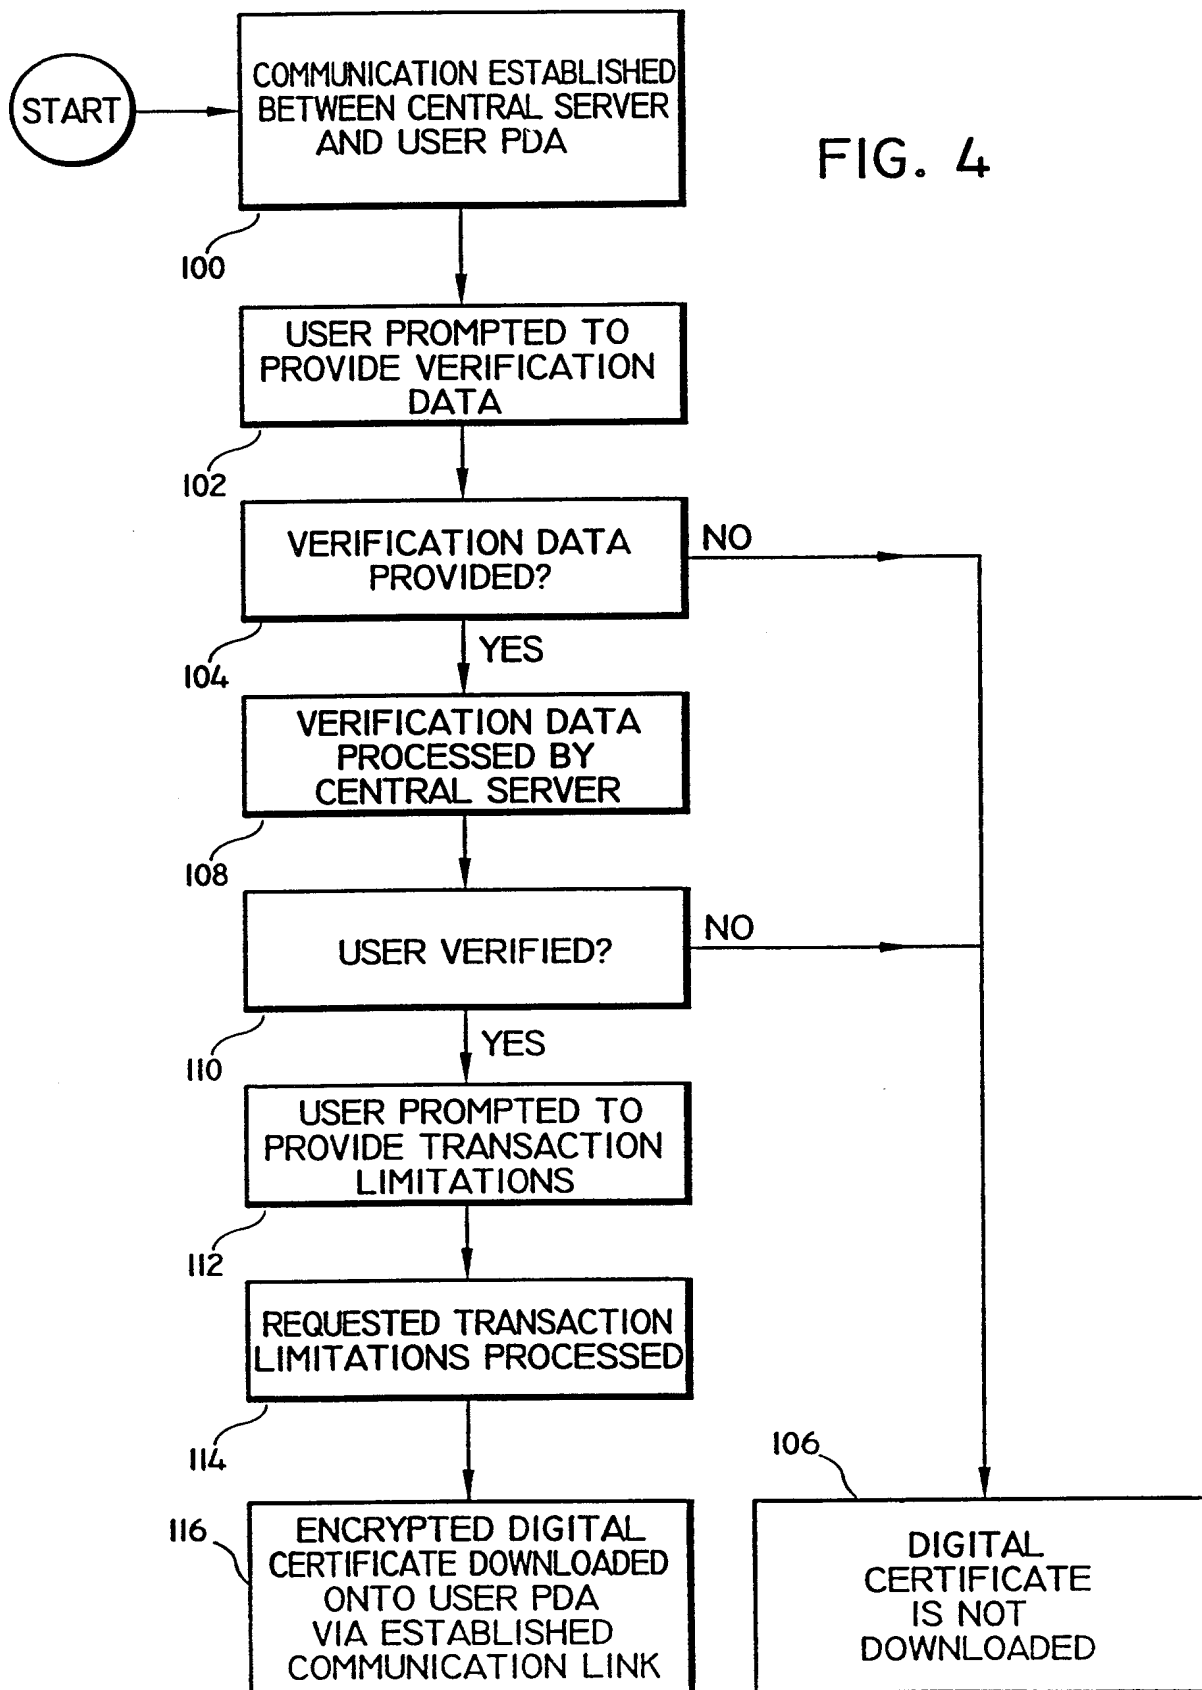 START
COMMUNICATION ESTABLISHED
BETWEEN CENTRAL SERVER
AND USER PDA
FIG. 4
100
USER PROMPTED TO
PROVIDE VERIFICATION
DATA
102
VERIFICATION DATA
PROVIDED?
NO
104
YES
VERIFICATION DATA
PROCESSED BY
CENTRAL SERVER
108
USER VERIFIED?
NO
110
YES
USER PROMPTED TO
PROVIDE TRANSACTION
LIMITATIONS
112
REQUESTED TRANSACTION
LIMITATIONS PROCESSED
114
116
ENCRYPTED DIGITAL
CERTIFICATE DOWNLOADED
ONTO USER PDA
VIA ESTABLISHED
COMMUNICATION LINK
106
DIGITAL
CERTIFICATE
IS NOT
DOWNLOADED